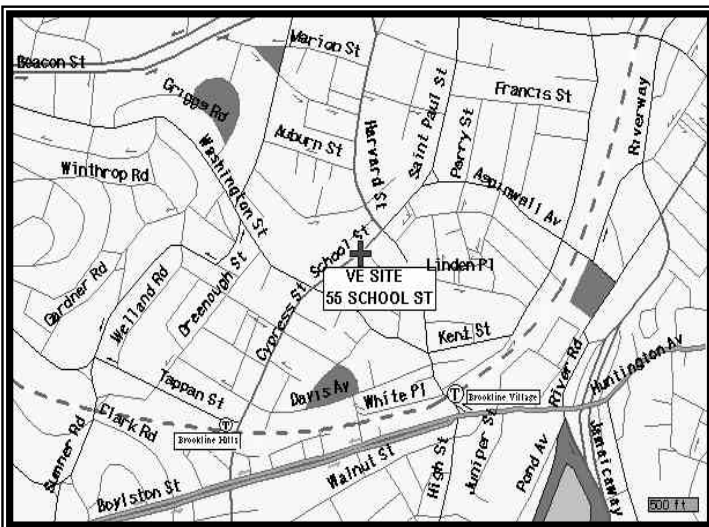 Beacon St
Marion St
Griggs Rd
Francis St
Riverway
Auburn St
Harvard St
Saint Paul St
Perry St
Winthrop Rd
Washington St
Aspinwall Av
School St
Linden Pl
VE SITE
55 SCHOOL ST
Gardner Rd
Welland Rd
Greenough St
Cypress St
Kent St
River Rd
Huntington Av
Tappan St
Davis Av
White Pl
T
Brookline Village
Clark Rd
T
Brookline Hills
Sumner Rd
Boylston St
Walnut St
High St
Juniper St
Pond Av
Jamaicaway
500 ft